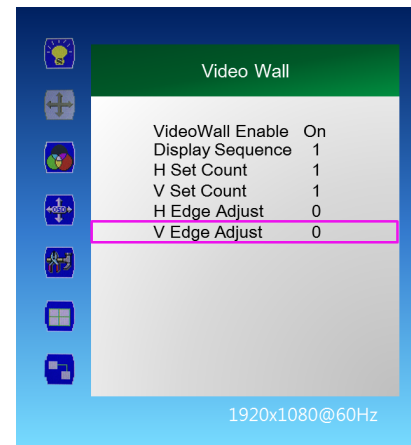 Video Wall
VideoWall Enable On
Display Sequence 1
H Set Count 1
V Set Count 1
H Edge Adjust 0
V Edge Adjust 0
1920x1080@60Hz